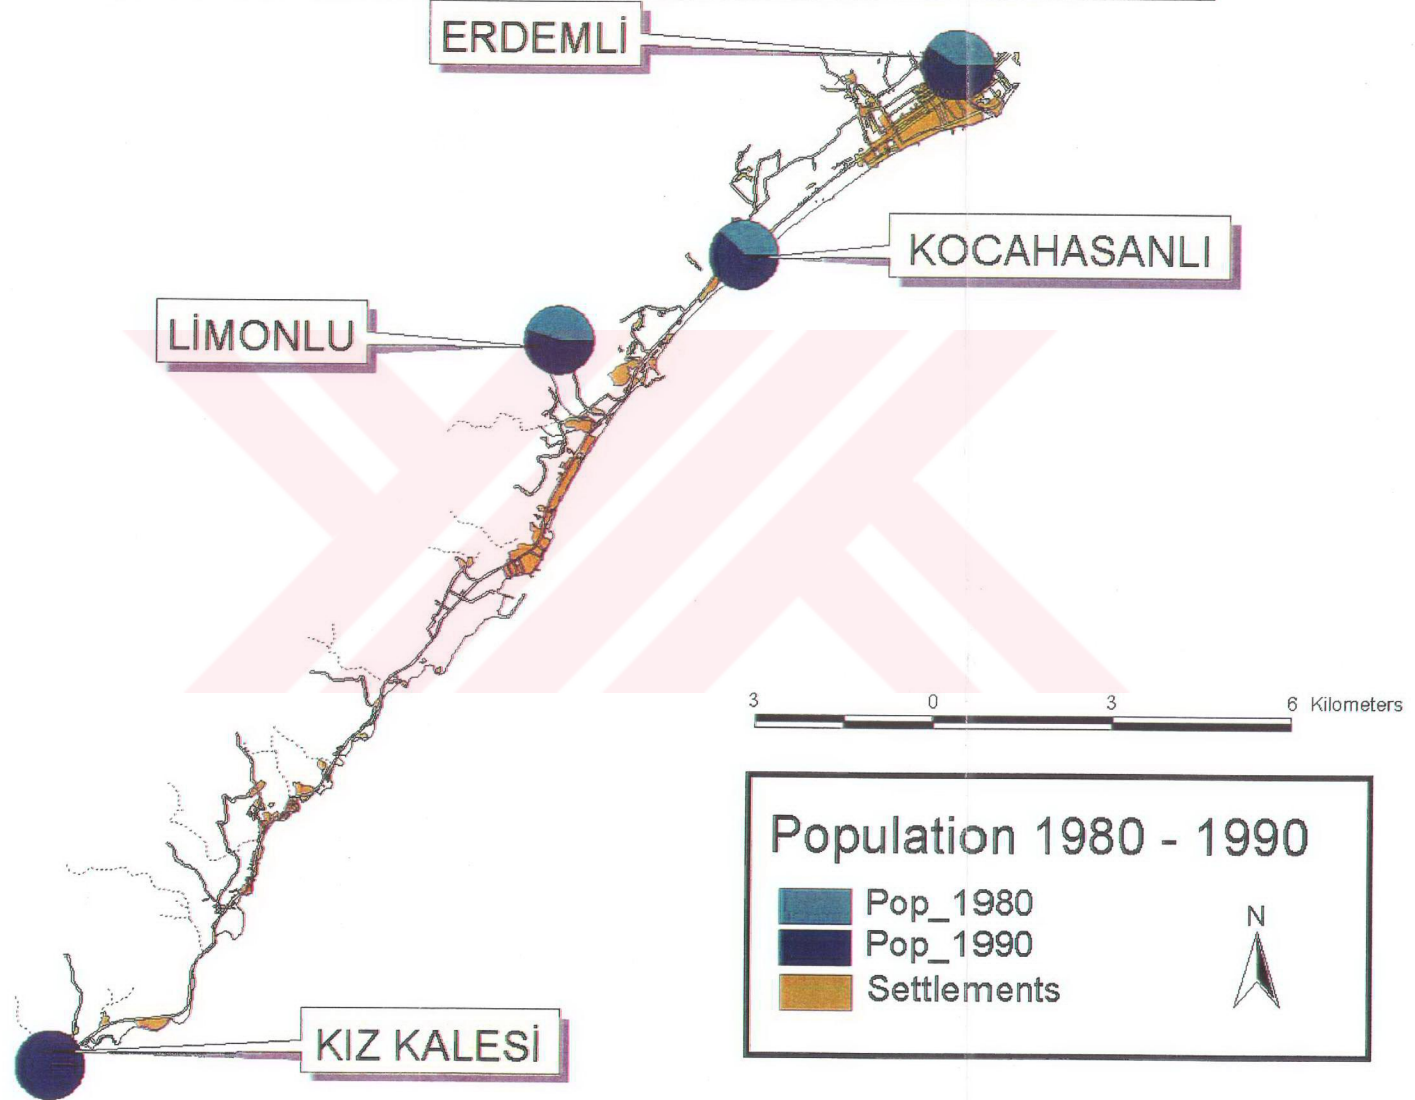 ERDEMLİ
KOCAHASANLI
LİMONLU
3 0 3 6 Kilometers
Population 1980 - 1990
Pop_1980
Pop_1990
Settlements
N
KIZ KALESİ